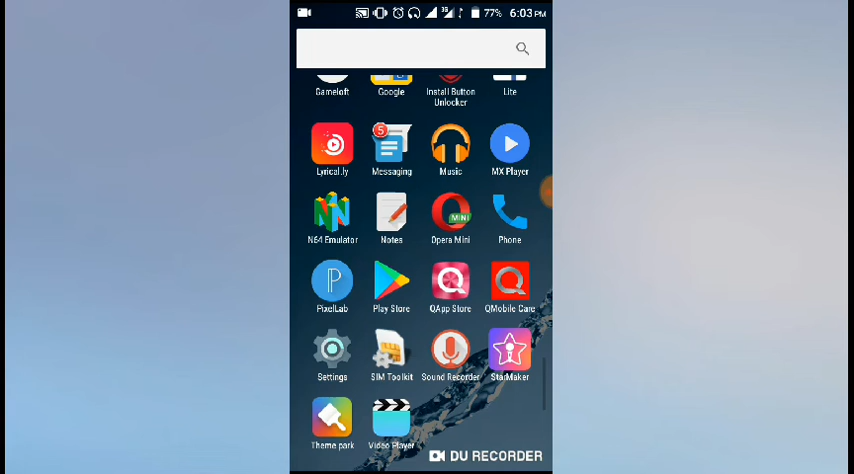 3G 77% 6:03 PM
Gameloft Google Install Button Unlocker Lite
5
Lyrical.ly Messaging Music MX Player
MINI
N64 Emulator Notes Opera Mini Phone
PixelLab Play Store QApp Store QMobile Care
Settings SIM Toolkit Sound Recorder StarMaker
Theme park Video Player
DU RECORDER